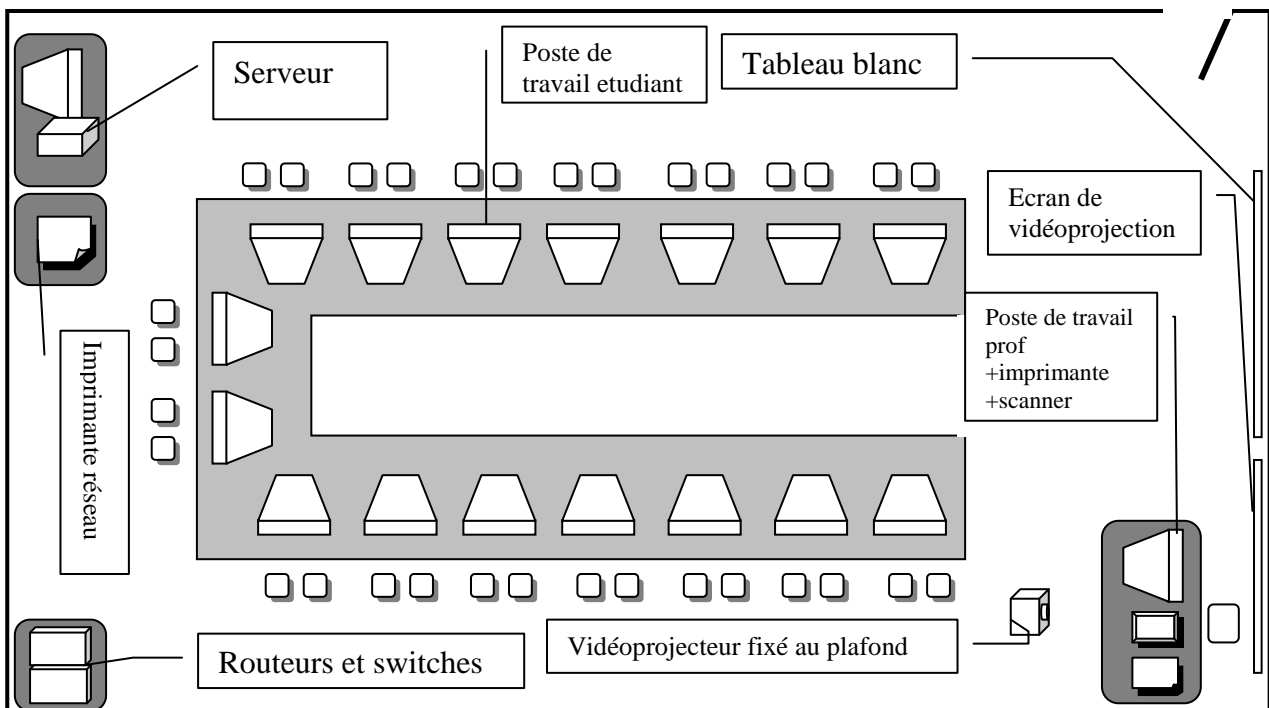 Serveur
Poste de
travail etudiant
Tableau blanc
Ecran de
vidéoprojection
Poste de travail
prof
+imprimante
+scanner
Imprimante réseau
Routeurs et switches
Vidéoprojecteur fixé au plafond